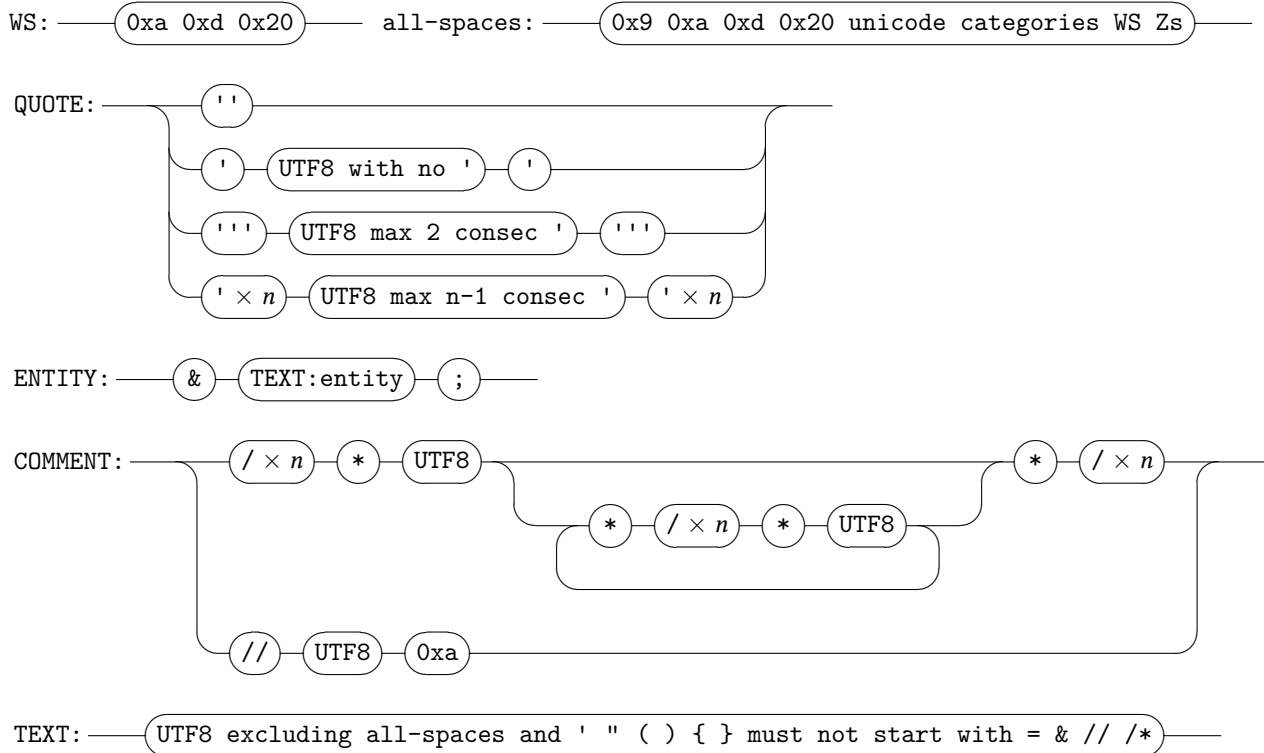 WS: 0xa 0xd 0x20 all-spaces: 0x9 0xa 0xd 0x20 unicode categories WS Zs
QUOTE: ''
' UTF8 with no ' '
''' UTF8 max 2 consec ' '''
' × n UTF8 max n-1 consec ' ' × n
ENTITY: & TEXT:entity ;
COMMENT: / × n * UTF8 * / × n
* / × n * UTF8
// UTF8 0xa
TEXT: UTF8 excluding all-spaces and ' " ( ) { } must not start with = & // /*